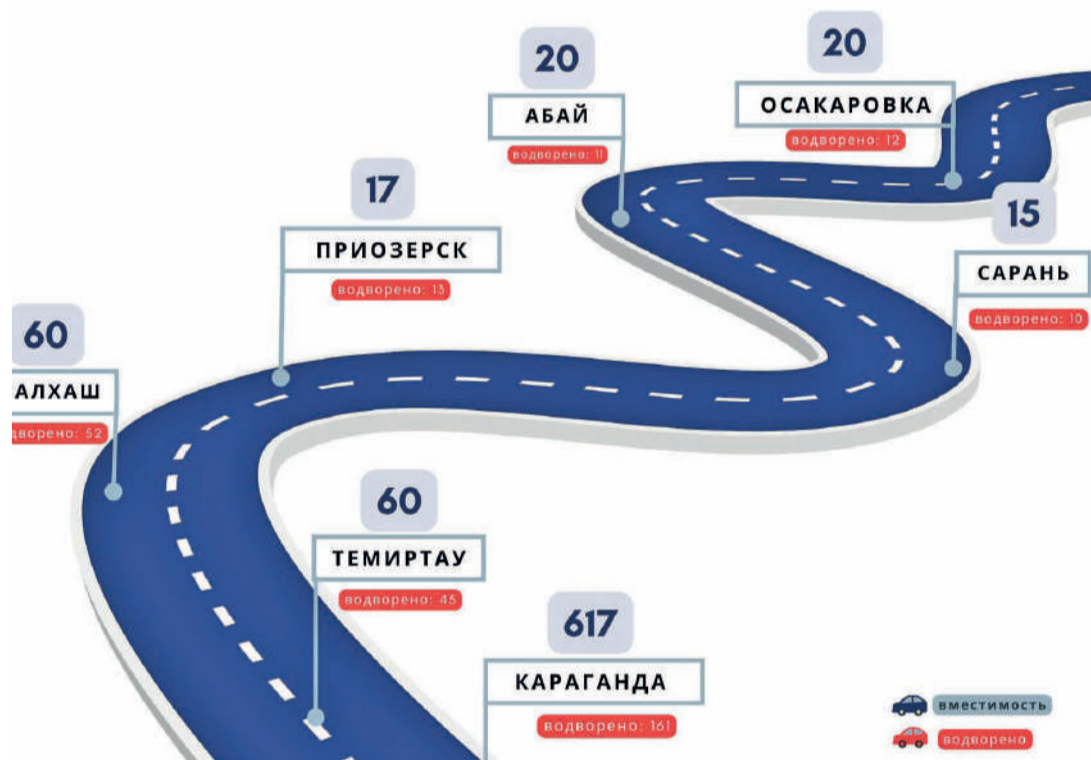 20
АБАЙ
водворено: 11
20
ОСАКАРОВКА
водворено: 12
17
ПРИОЗЕРСК
водворено: 13
15
САРАНЬ
водворено: 10
60
АЛХАШ
дворено: 52
60
ТЕМИРТАУ
водворено: 45
617
КАРАГАНДА
водворено: 161
вместимость
водворено